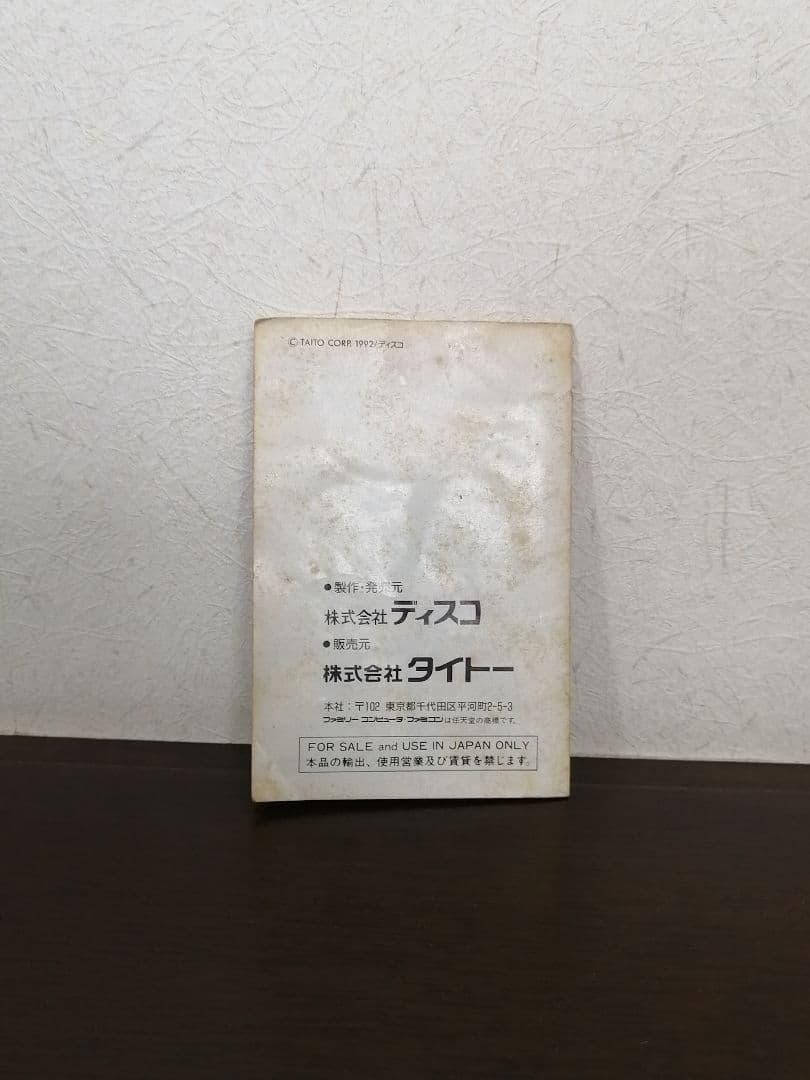 © TAITO CORP. 1992/ディスコ
●製作・発売元
株式会社 ディスコ
●販売元
株式会社 タイトー
本社：〒102 東京都千代田区平河町2-5-3
ファミリーコンピュータ・ファミコンは任天堂の商標です。
FOR SALE and USE IN JAPAN ONLY
本品の輸出、使用営業及び賃貸を禁じます。